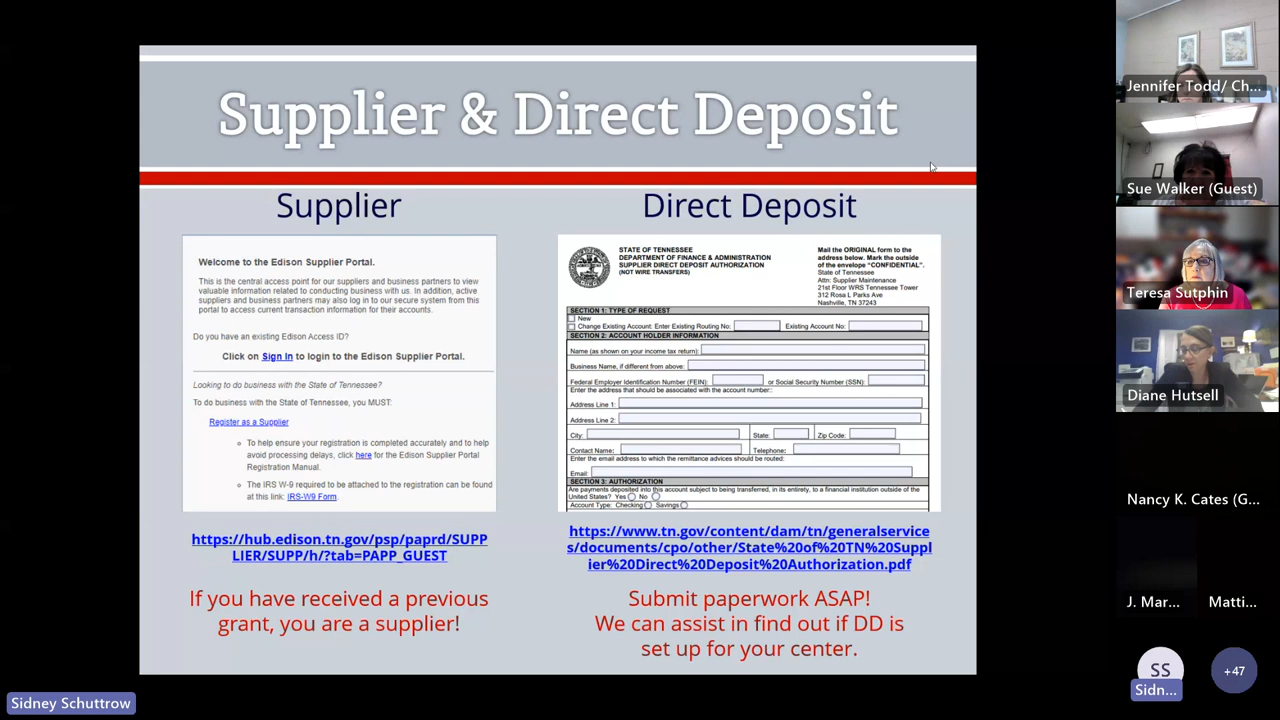 Supplier & Direct Deposit
Supplier
Welcome to the Edison Supplier Portal.
This is the central access point for our suppliers and business partners to view
valuable information related to conducting business with us. In addition, active
suppliers and business partners may also log in to our secure system from this
portal to access current transaction information for their accounts.
Do you have an existing Edison Access ID?
Click on Sign In to login to the Edison Supplier Portal.
Looking to do business with the State of Tennessee?
To do business with the State of Tennessee, you MUST:
Register as a Supplier
To help ensure your registration is completed accurately and to help
avoid processing delays, click here for the Edison Supplier Portal
Registration Manual.
The IRS W-9 required to be attached to the registration can be found
at this link: IRS-W9 Form.
https://hub.edison.tn.gov/psp/paprd/SUPP
LIER/SUPP/h/?tab=PAPP_GUEST
If you have received a previous
grant, you are a supplier!
Direct Deposit
STATE OF TENNESSEE
DEPARTMENT OF FINANCE & ADMINISTRATION
SUPPLIER DIRECT DEPOSIT AUTHORIZATION
(NOT WIRE TRANSFERS)
Mail the ORIGINAL form to the
address below. Mark the outside
of the envelope "CONFIDENTIAL".
State of Tennessee
Attn: Supplier Maintenance
21st Floor WRS Tennessee Tower
312 Rosa L Parks Ave
Nashville, TN 37243
SECTION 1: TYPE OF REQUEST
New
Change Existing Account: Enter Existing Routing No: Existing Account No:
SECTION 2: ACCOUNT HOLDER INFORMATION
Name (as shown on your income tax return):
Business Name, if different from above:
Federal Employer Identification Number (FEIN): or Social Security Number (SSN):
Enter the address that should be associated with the account number:
Address Line 1:
Address Line 2:
City: State: Zip Code:
Contact Name: Telephone:
Enter the email address to which the remittance advices should be routed:
Email:
SECTION 3: AUTHORIZATION
Are payments deposited into this account subject to being transferred, in its entirety, to a financial institution outside of the
United States? Yes No
Account Type: Checking Savings
https://www.tn.gov/content/dam/tn/generalservice
s/documents/cpo/other/State%20of%20TN%20Suppl
ier%20Direct%20Deposit%20Authorization.pdf
Submit paperwork ASAP!
We can assist in find out if DD is
set up for your center.
Jennifer Todd/ Ch...
Sue Walker (Guest)
Teresa Sutphin
Diane Hutsell
Nancy K. Cates (G...
J. Mar... Matti...
SS
Sidn...
+47
Sidney Schuttrow